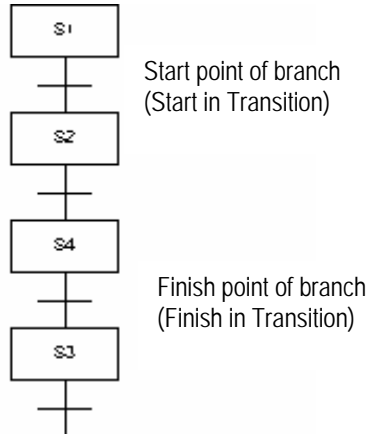 S1
Start point of branch
(Start in Transition)
S2
S4
Finish point of branch
(Finish in Transition)
S3